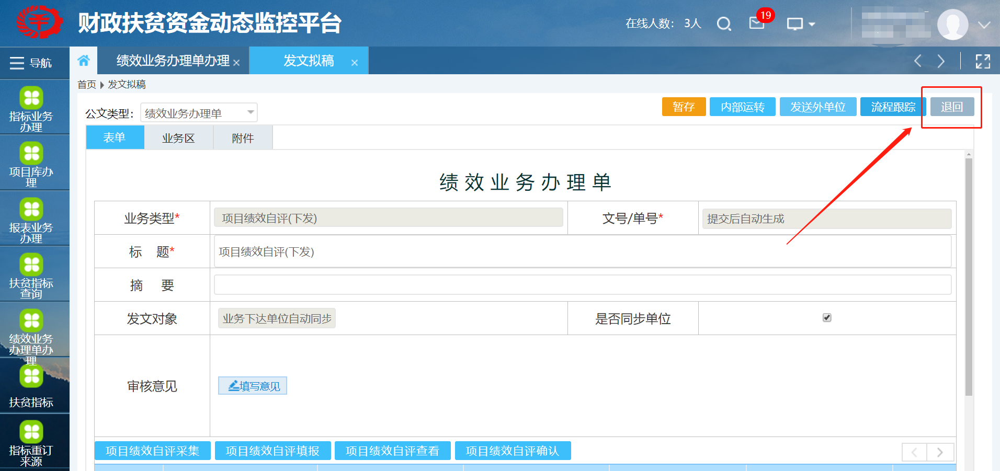 财政扶贫资金动态监控平台
在线人数： 3人
19
导航
绩效业务办理单办理 ×
发文拟稿 ×
首页 发文拟稿
指标业务
办理
项目库办
理
报表业务
办理
扶贫指标
查询
绩效业务
办理单办
理
扶贫指标
指标重订
来源
公文类型： 绩效业务办理单
暂存 内部运转 发送外单位 流程跟踪 退回
表单 业务区 附件
绩效业务办理单
业务类型* 项目绩效自评(下发) 文号/单号* 提交后自动生成
标 题* 项目绩效自评(下发)
摘 要
发文对象 业务下达单位自动同步 是否同步单位
审核意见 填写意见
项目绩效自评采集 项目绩效自评填报 项目绩效自评查看 项目绩效自评确认